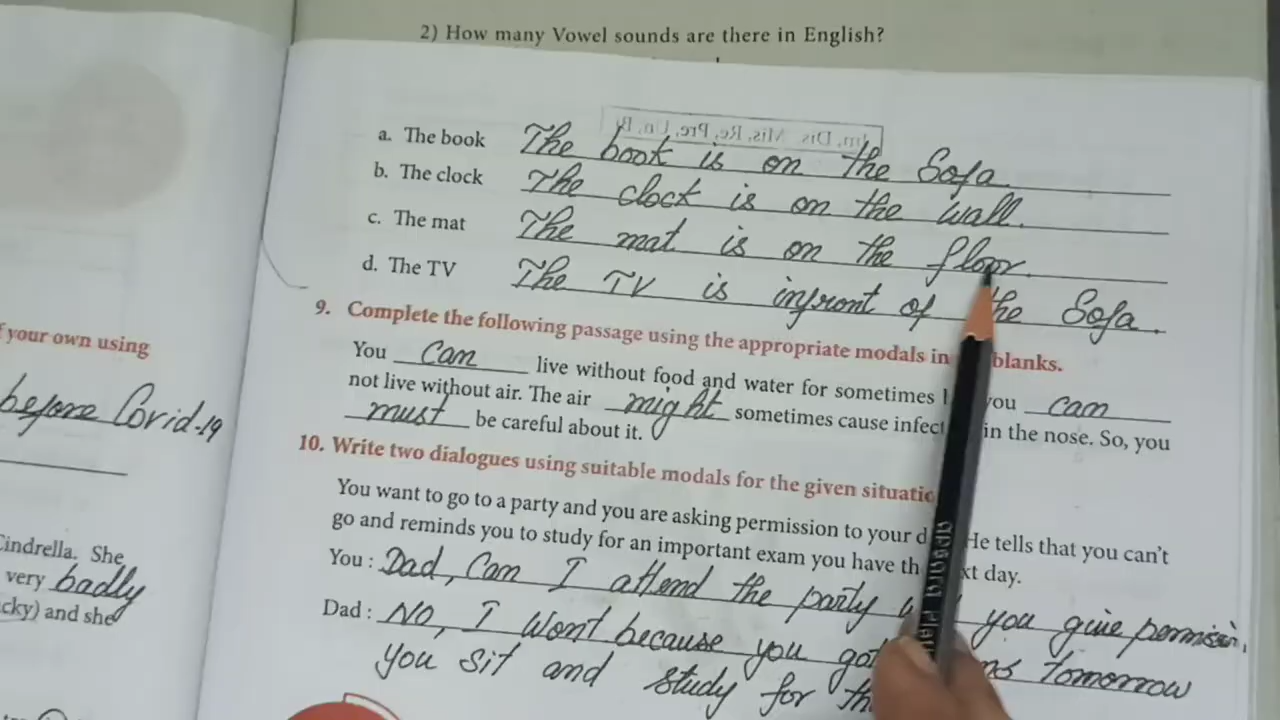 2) How many Vowel sounds are there in English?
a. The book The book is on the Sofa
b. The clock The clock is on the wall.
c. The mat The mat is on the floor.
d. The TV The TV is infront of the Sofa.
9. Complete the following passage using the appropriate modals in blanks.
You can live without food and water for sometimes you can
not live without air. The air might sometimes cause in the nose. So, you
must be careful about it.
10. Write two dialogues using suitable modals for the given
You want to go to a party and you are asking permission to your He tells that you can't
go and reminds you to study for an important exam you have day.
You : Dad, Can I attend the party you give
Dad : No, I Wont because you tomorrow
you sit and study for
f your own using
before Covid-19
Cindrella. She
very badly
cky) and she
apsara